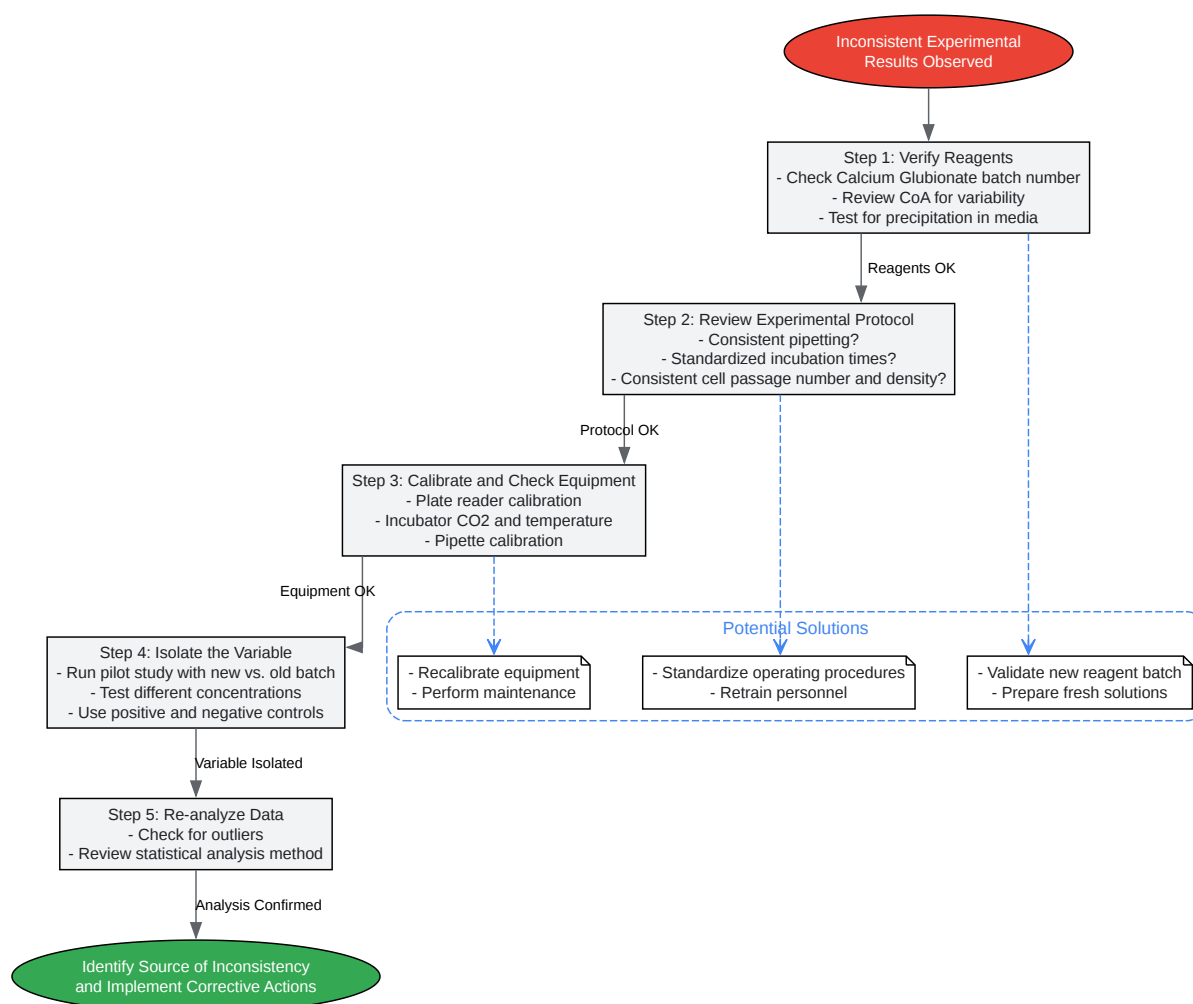 Inconsistent Experimental
Results Observed
Step 1: Verify Reagents
- Check Calcium Glubionate batch number
- Review CoA for variability
- Test for precipitation in media
Reagents OK
Step 2: Review Experimental Protocol
- Consistent pipetting?
- Standardized incubation times?
- Consistent cell passage number and density?
Protocol OK
Step 3: Calibrate and Check Equipment
- Plate reader calibration
- Incubator CO2 and temperature
- Pipette calibration
Equipment OK
Potential Solutions
- Recalibrate equipment
- Perform maintenance
- Standardize operating procedures
- Retrain personnel
- Validate new reagent batch
- Prepare fresh solutions
Step 4: Isolate the Variable
- Run pilot study with new vs. old batch
- Test different concentrations
- Use positive and negative controls
Variable Isolated
Step 5: Re-analyze Data
- Check for outliers
- Review statistical analysis method
Analysis Confirmed
Identify Source of Inconsistency
and Implement Corrective Actions